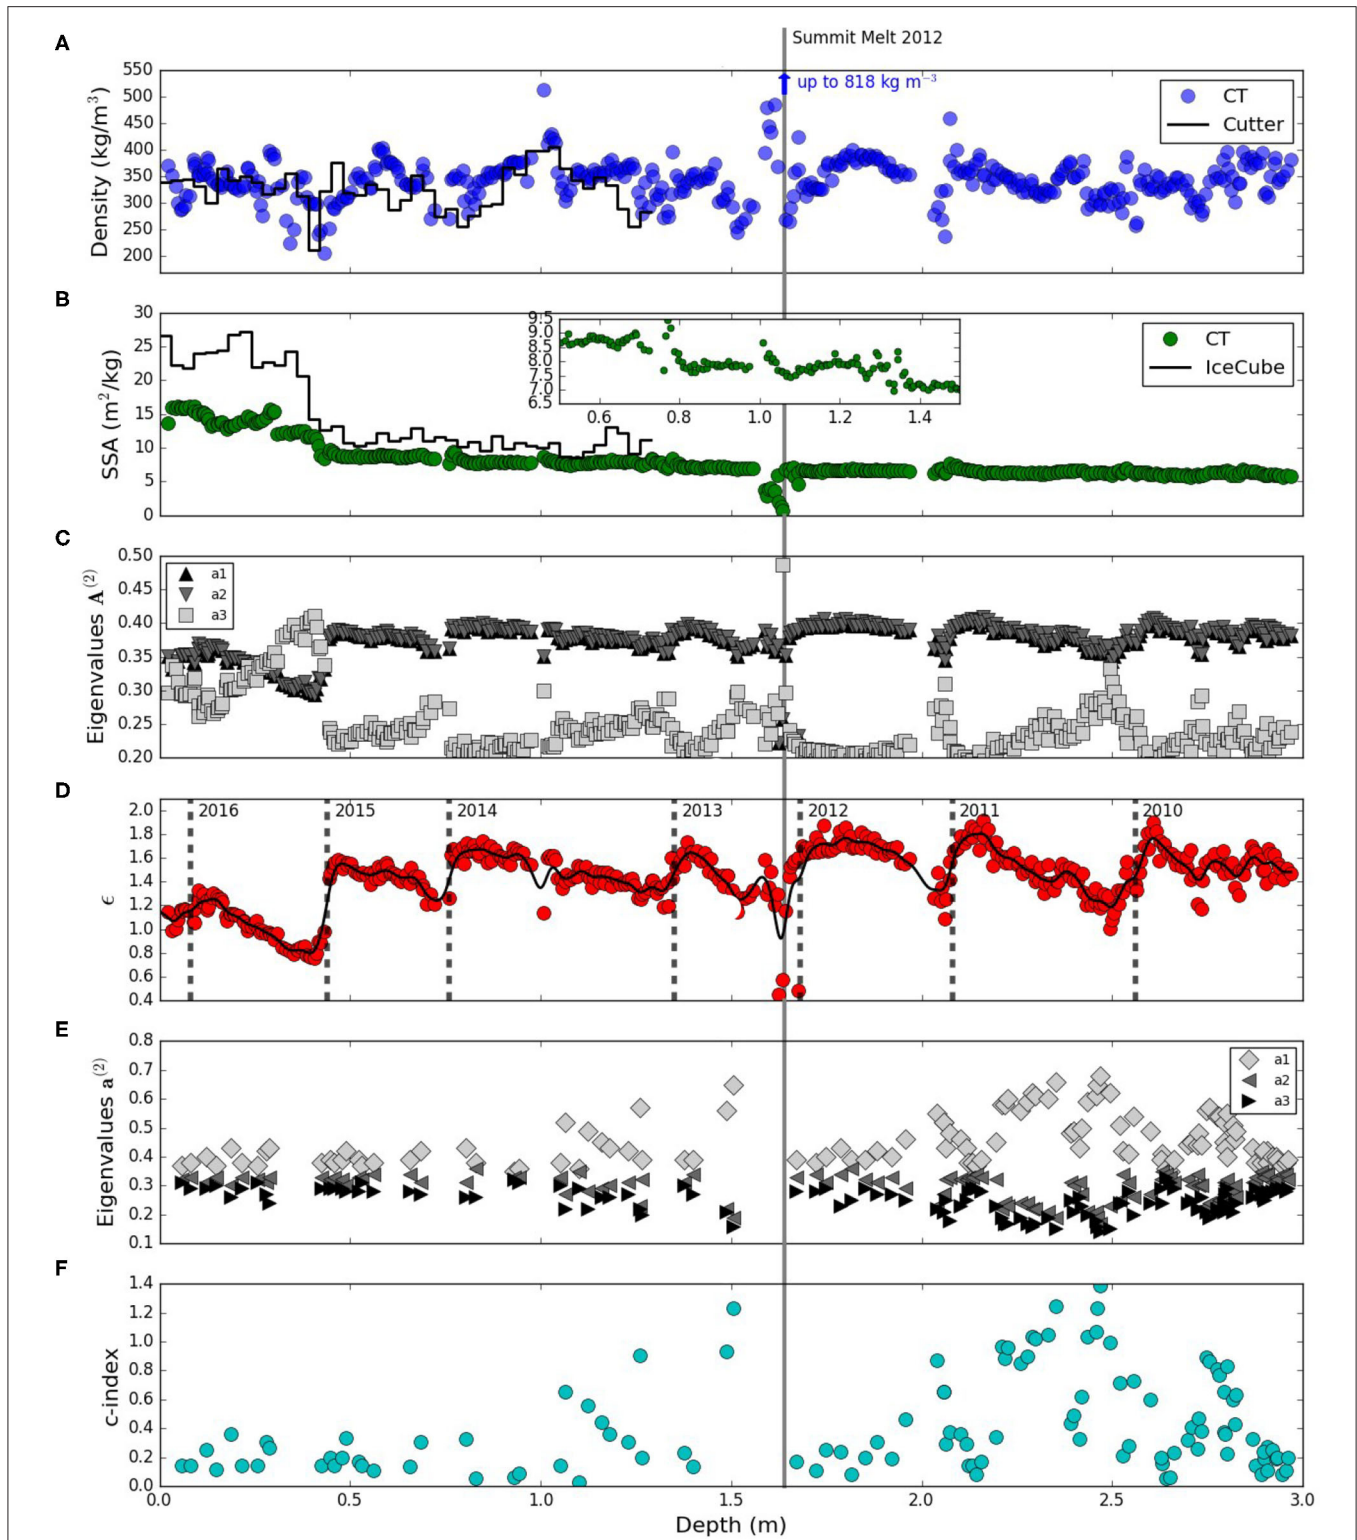 A
Summit Melt 2012
up to 818 kg m⁻³
550
500
450
400
350
300
250
200
Density (kg/m³)
CT
Cutter
B
30
25
20
15
10
5
0
SSA (m²/kg)
9.5
9.0
8.5
8.0
7.5
7.0
6.5
0.6 0.8 1.0 1.2 1.4
CT
IceCube
C
0.50
0.45
0.40
0.35
0.30
0.25
0.20
Eigenvalues A⁽²⁾
a1
a2
a3
D
2.0
1.8
1.6
1.4
1.2
1.0
0.8
0.6
0.4
ϵ
2016 2015 2014 2013 2012 2011 2010
E
0.8
0.7
0.6
0.5
0.4
0.3
0.2
0.1
Eigenvalues a⁽²⁾
a1
a2
a3
F
1.4
1.2
1.0
0.8
0.6
0.4
0.2
0.0
c-index
0.0 0.5 1.0 1.5 2.0 2.5 3.0
Depth (m)